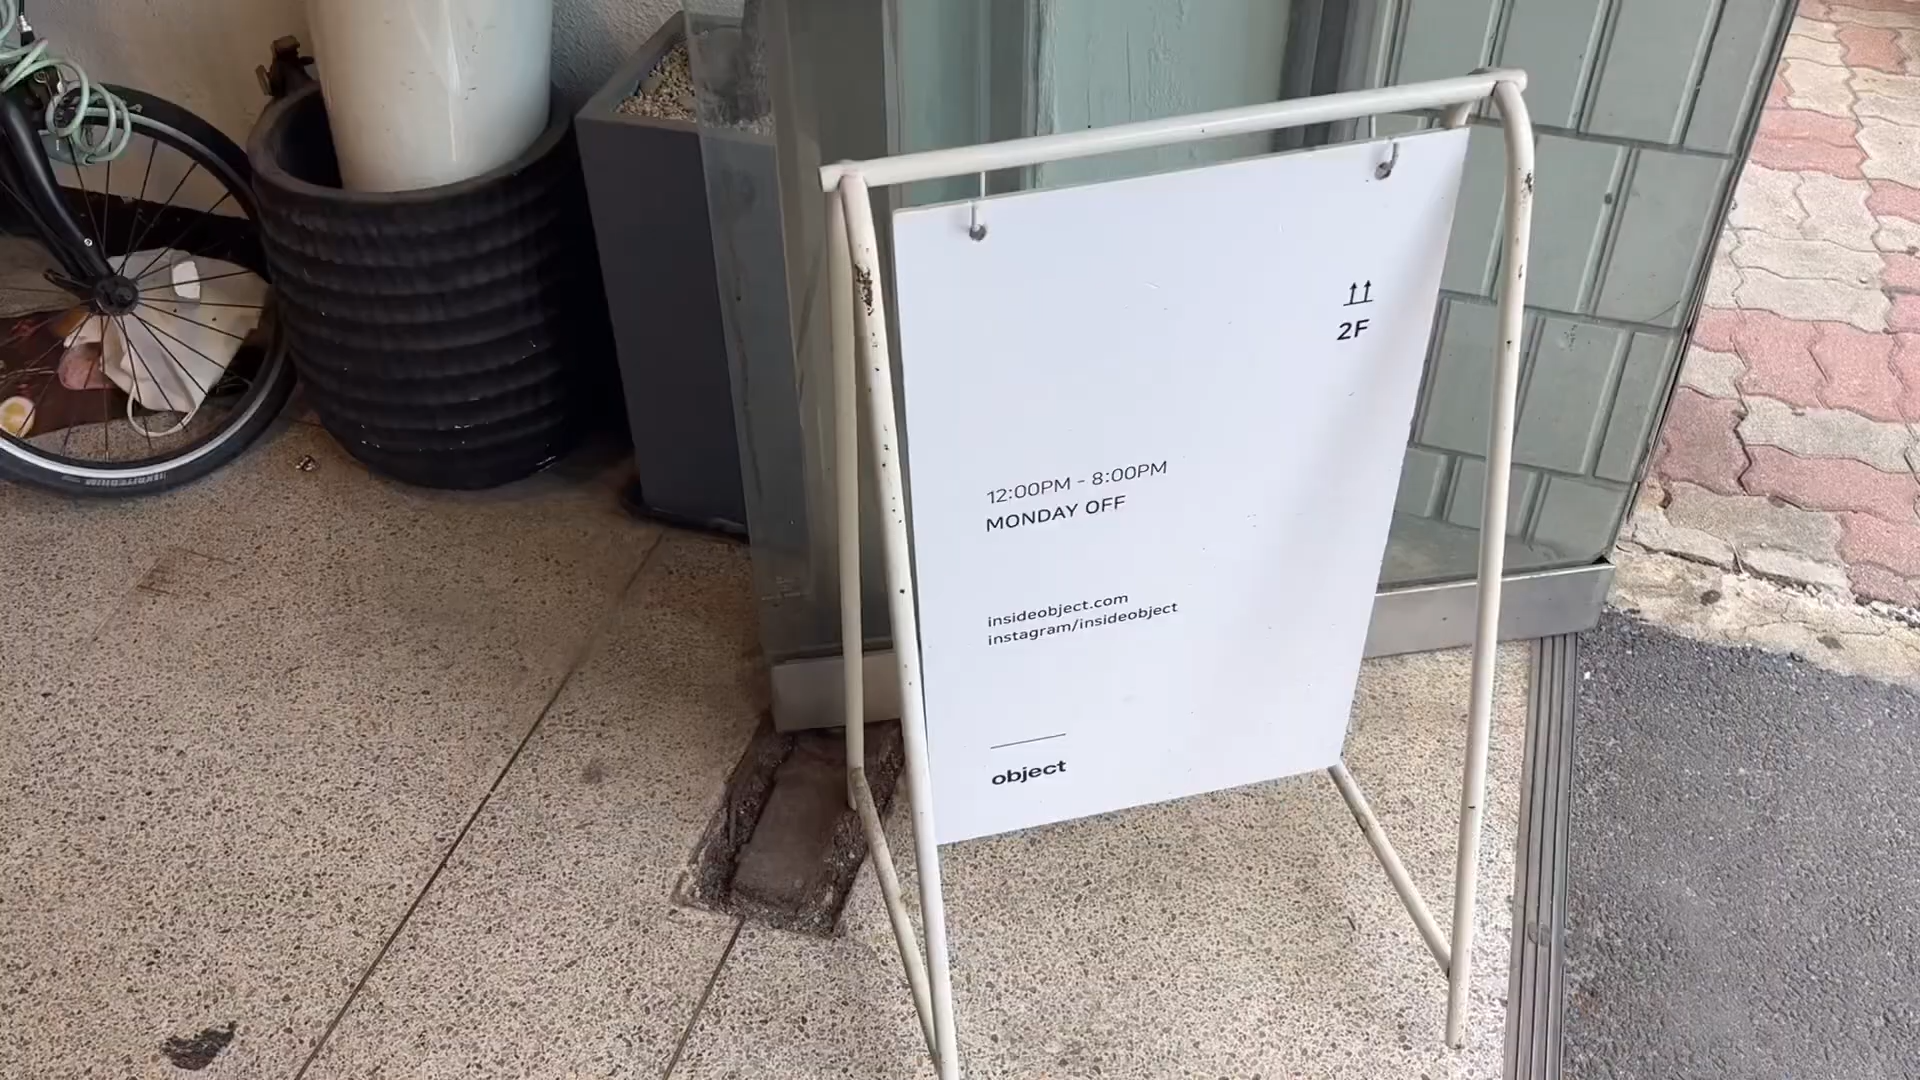 2F
12:00PM - 8:00PM
MONDAY OFF
insideobject.com
instagram/insideobject
object